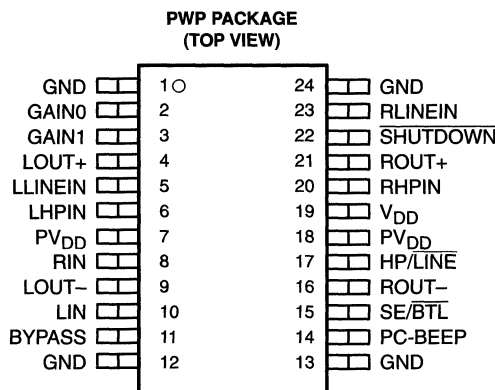 PWP PACKAGE
(TOP VIEW)
GND 1 24 GND
GAIN0 2 23 RLINEIN
GAIN1 3 22 SHUTDOWN
LOUT+ 4 21 ROUT+
LLINEIN 5 20 RHPIN
LHPIN 6 19 VDD
PVDD 7 18 PVDD
RIN 8 17 HP/LINE
LOUT− 9 16 ROUT−
LIN 10 15 SE/BTL
BYPASS 11 14 PC-BEEP
GND 12 13 GND